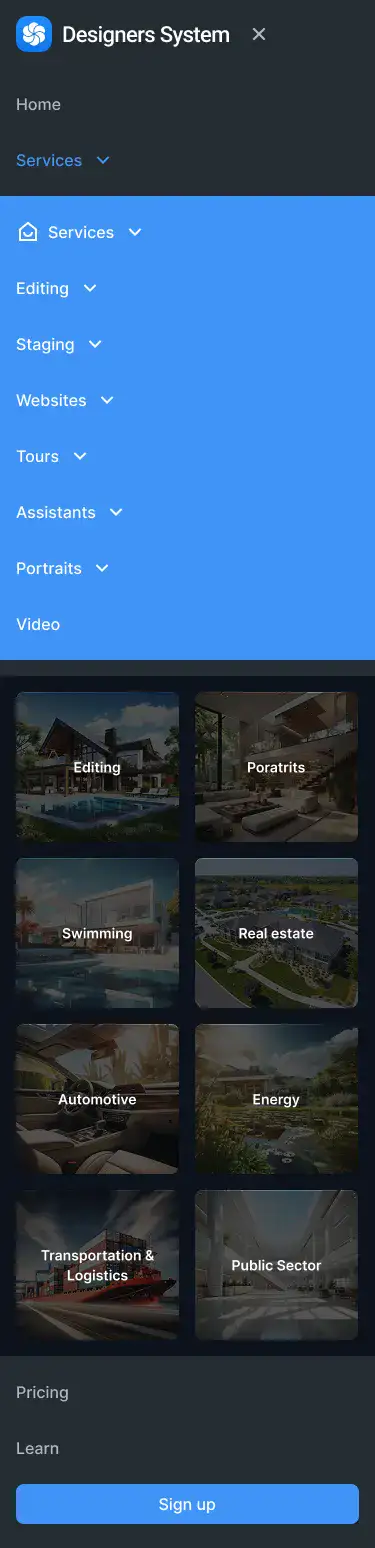 Designers System
Home
Services
Services
Editing
Staging
Websites
Tours
Assistants
Portraits
Video
Editing
Poratrits
Swimming
Real estate
Automotive
Energy
Transportation &
Logistics
Public Sector
Pricing
Learn
Sign up